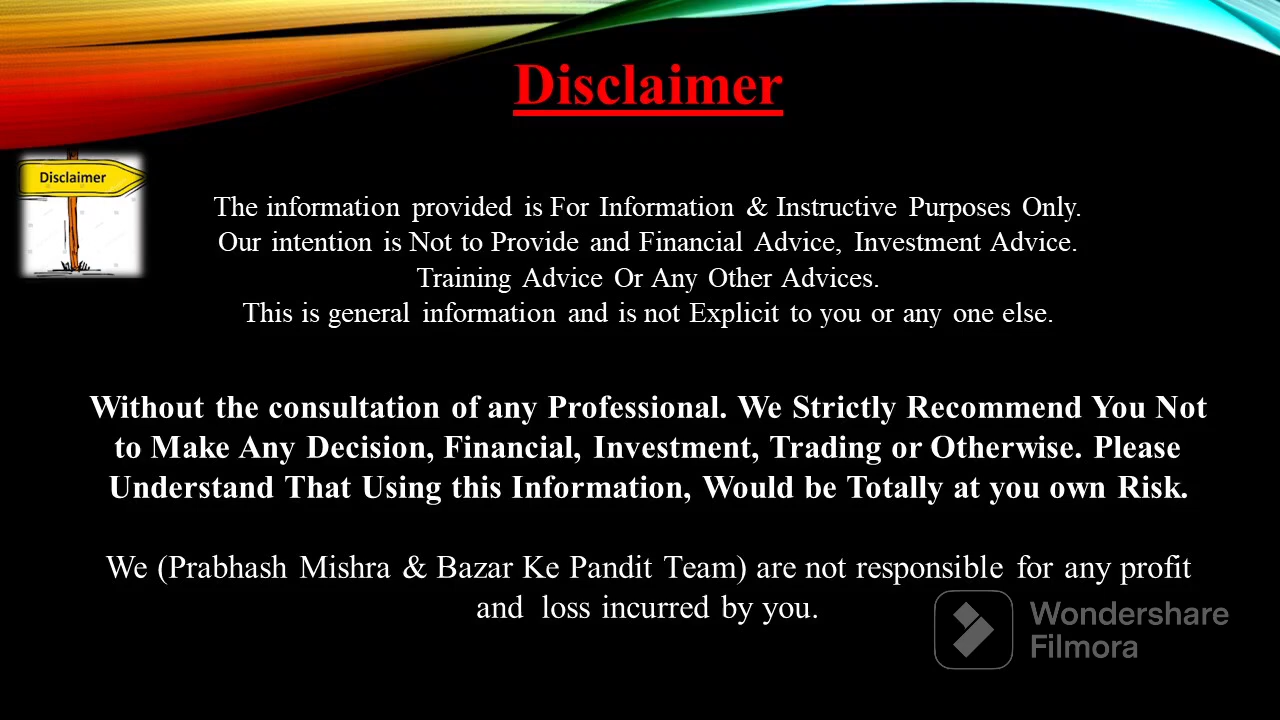 Disclaimer
Disclaimer
The information provided is For Information & Instructive Purposes Only.
Our intention is Not to Provide and Financial Advice, Investment Advice.
Training Advice Or Any Other Advices.
This is general information and is not Explicit to you or any one else.
Without the consultation of any Professional. We Strictly Recommend You Not
to Make Any Decision, Financial, Investment, Trading or Otherwise. Please
Understand That Using this Information, Would be Totally at you own Risk.
We (Prabhash Mishra & Bazar Ke Pandit Team) are not responsible for any profit
and loss incurred by you.
Wondershare
Filmora